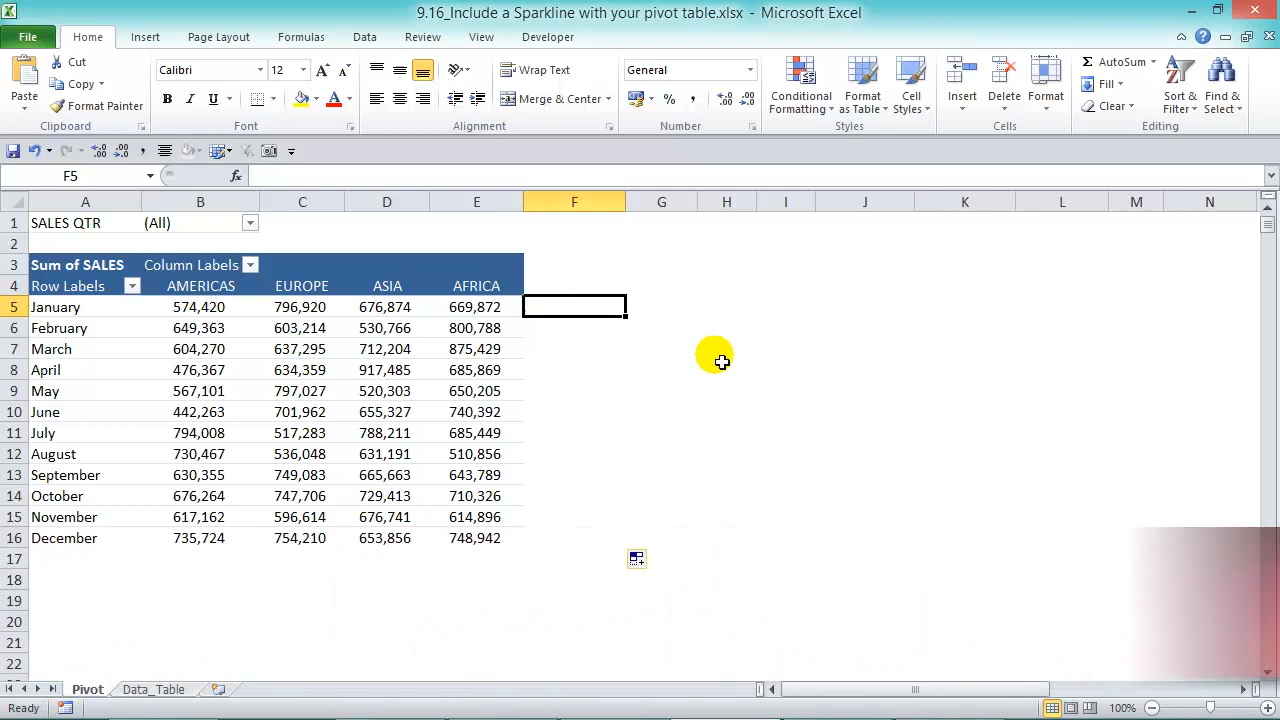 9.16_Include a Sparkline with your pivot table.xlsx - Microsoft Excel
File Home Insert Page Layout Formulas Data Review View Developer
Paste Cut Copy Format Painter Clipboard
Calibri 12 B I U A A A Font
Wrap Text Merge & Center Alignment
General % , Number
Conditional Formatting Format as Table Cell Styles Styles
Insert Delete Format Cells
Σ AutoSum Fill Clear Sort & Filter Find & Select Editing
F5 fx
A B C D E F G H I J K L M N
1 SALES QTR (All)
2
3 Sum of SALES Column Labels
4 Row Labels AMERICAS EUROPE ASIA AFRICA
5 January 574,420 796,920 676,874 669,872
6 February 649,363 603,214 530,766 800,788
7 March 604,270 637,295 712,204 875,429
8 April 476,367 634,359 917,485 685,869
9 May 567,101 797,027 520,303 650,205
10 June 442,263 701,962 655,327 740,392
11 July 794,008 517,283 788,211 685,449
12 August 730,467 536,048 631,191 510,856
13 September 630,355 749,083 665,663 643,789
14 October 676,264 747,706 729,413 710,326
15 November 617,162 596,614 676,741 614,896
16 December 735,724 754,210 653,856 748,942
17
18
19
20
21
22
Pivot Data_Table
Ready 100%